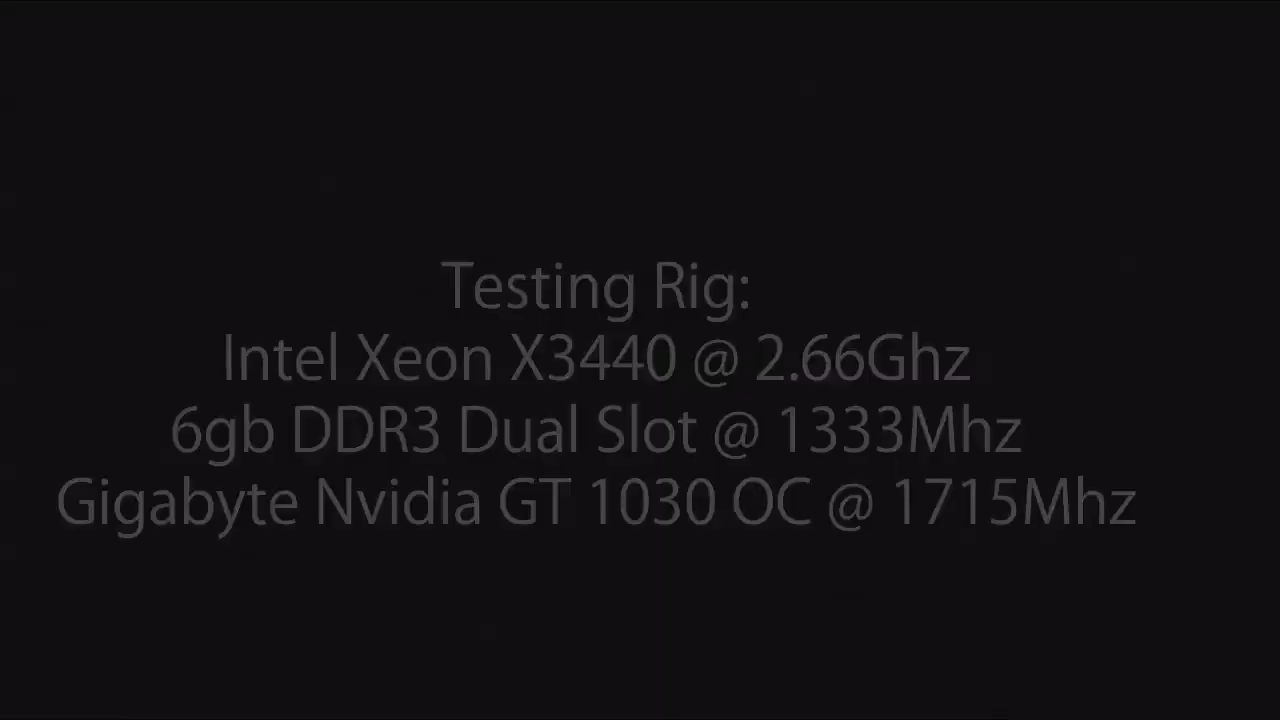 Testing Rig:
Intel Xeon X3440 @ 2.66Ghz
6gb DDR3 Dual Slot @ 1333Mhz
Gigabyte Nvidia GT 1030 OC @ 1715Mhz